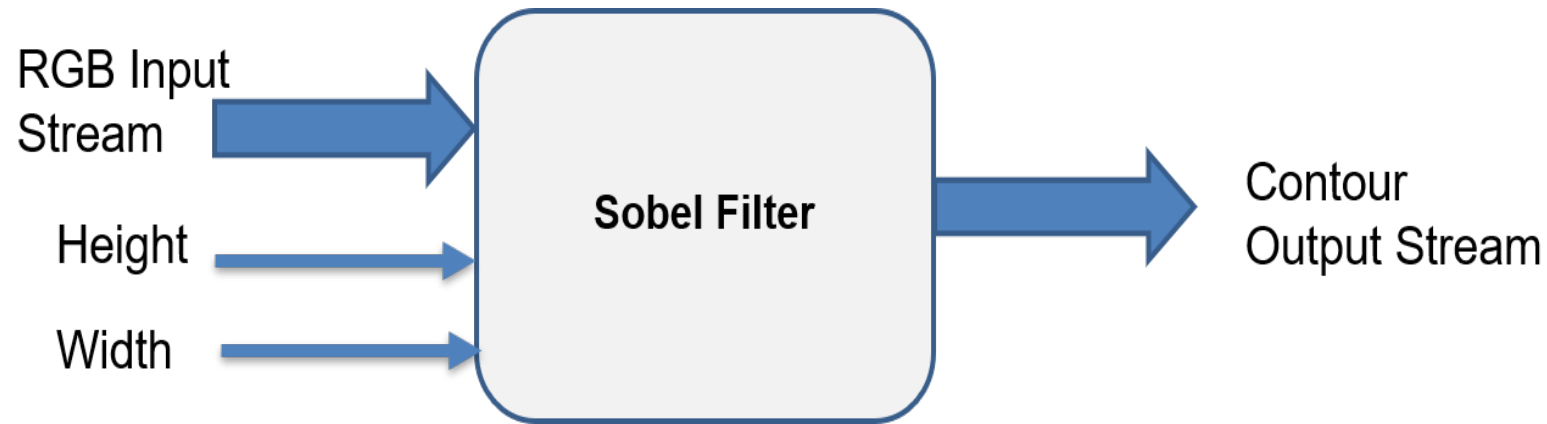 RGB Input
Stream
Height
Width
Sobel Filter
Contour
Output Stream